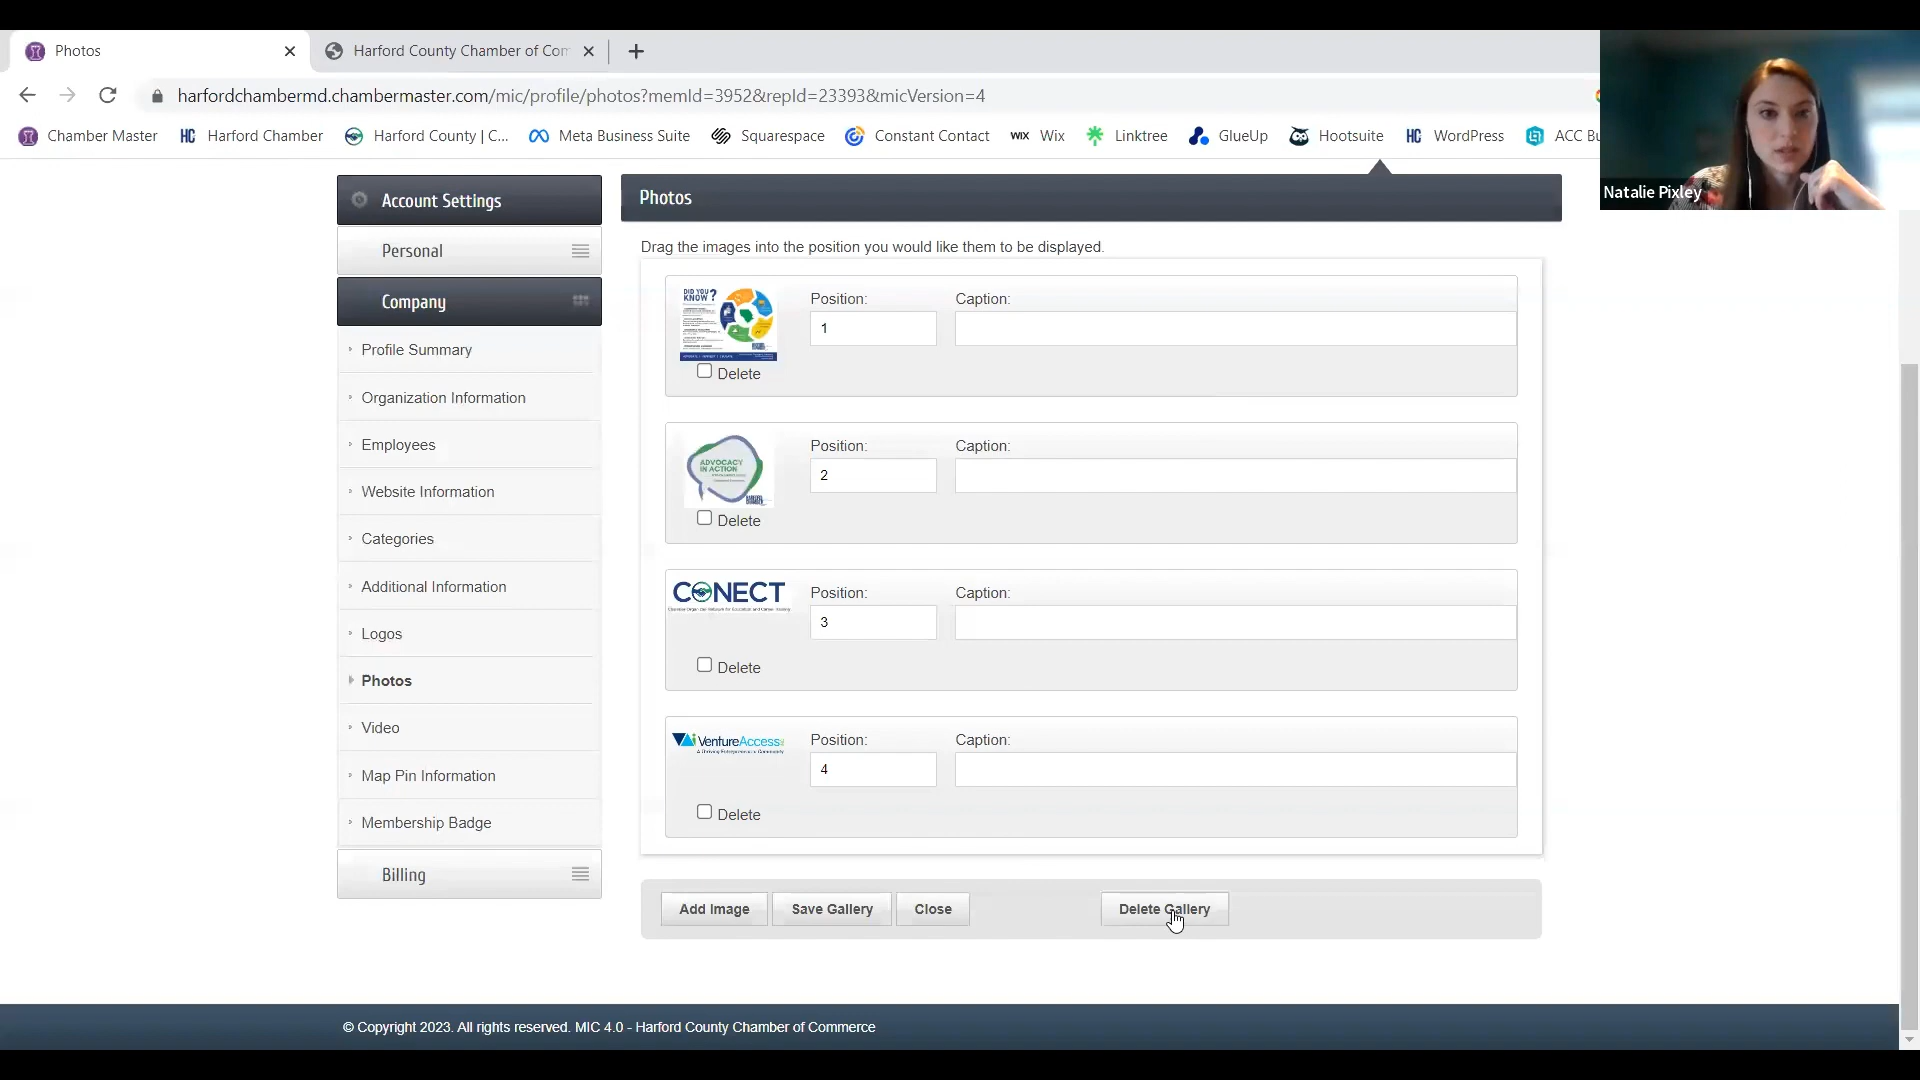 Photos
Harford County Chamber of Com
harfordchambermd.chambermaster.com/mic/profile/photos?memId=3952&repId=23393&micVersion=4
Chamber Master
HC Harford Chamber
Harford County | C...
Meta Business Suite
Squarespace
Constant Contact
WIX Wix
Linktree
GlueUp
Hootsuite
HC WordPress
ACC Bu
Natalie Pixley
Account Settings
Personal
Company
Profile Summary
Organization Information
Employees
Website Information
Categories
Additional Information
Logos
Photos
Video
Map Pin Information
Membership Badge
Billing
Photos
Drag the images into the position you would like them to be displayed.
DID YOU
KNOW?
Position:
Caption:
1
Delete
ADVOCACY
IN ACTION
Position:
Caption:
2
Delete
CONECT
Position:
Caption:
3
Delete
VentureAccess
Position:
Caption:
4
Delete
Add Image
Save Gallery
Close
Delete Gallery
© Copyright 2023. All rights reserved. MIC 4.0 - Harford County Chamber of Commerce